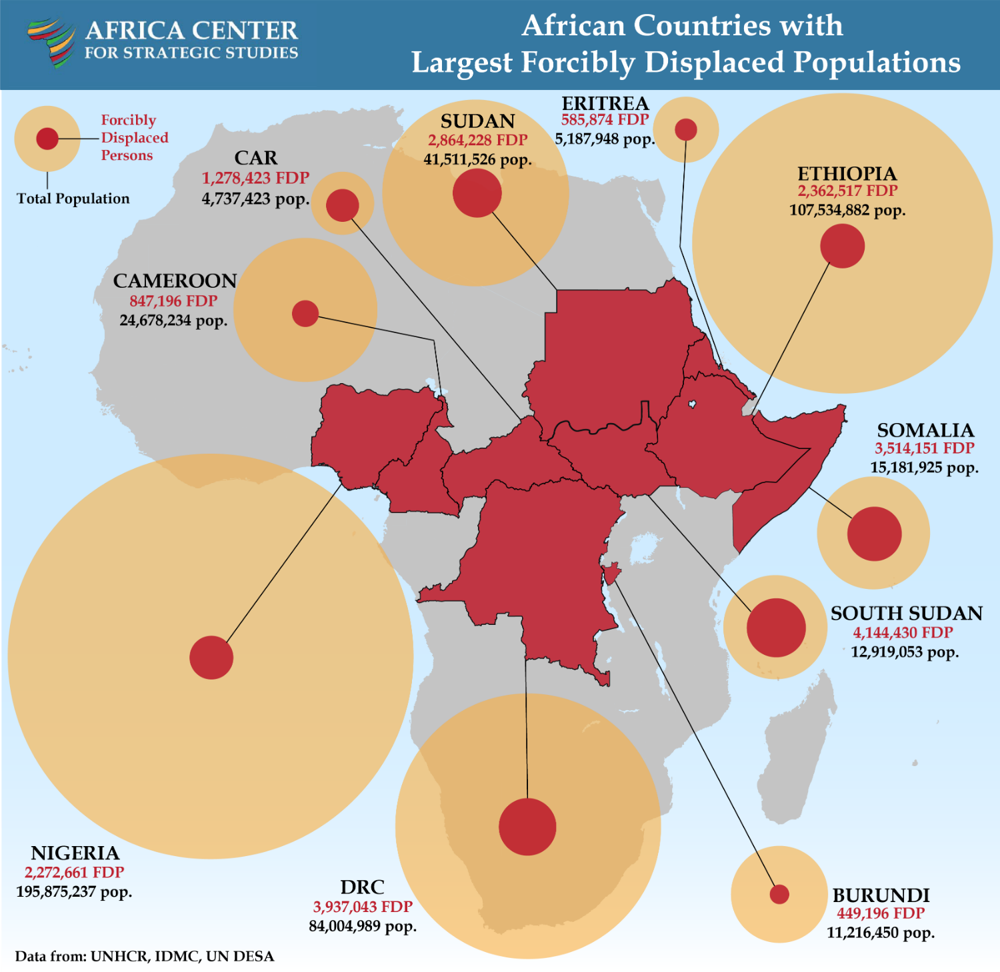 AFRICA CENTER
FOR STRATEGIC STUDIES
African Countries with
Largest Forcibly Displaced Populations
Forcibly
Displaced
Persons
Total Population
CAR
1,278,423 FDP
4,737,423 pop.
SUDAN
2,864,228 FDP
41,511,526 pop.
ERITREA
585,874 FDP
5,187,948 pop.
ETHIOPIA
2,362,517 FDP
107,534,882 pop.
CAMEROON
847,196 FDP
24,678,234 pop.
SOMALIA
3,514,151 FDP
15,181,925 pop.
SOUTH SUDAN
4,144,430 FDP
12,919,053 pop.
NIGERIA
2,272,661 FDP
195,875,237 pop.
DRC
3,937,043 FDP
84,004,989 pop.
BURUNDI
449,196 FDP
11,216,450 pop.
Data from: UNHCR, IDMC, UN DESA